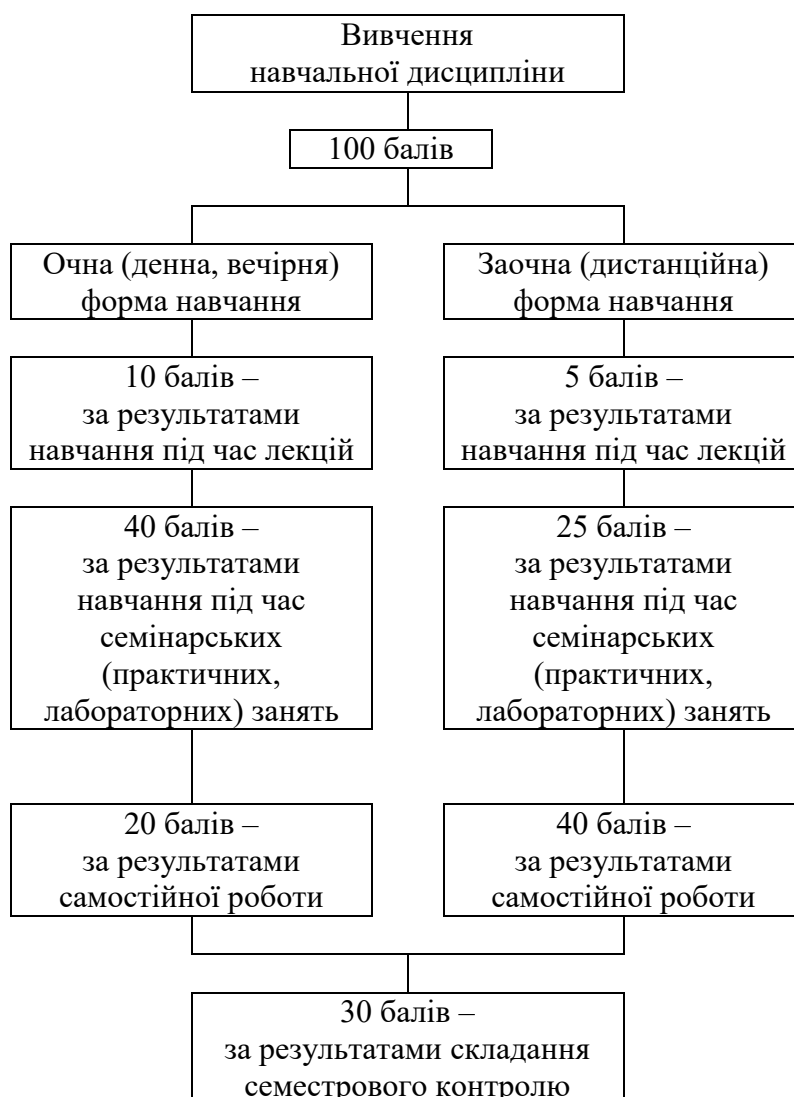 Вивчення
навчальної дисципліни
100 балів
Очна (денна, вечірня)
форма навчання
Заочна (дистанційна)
форма навчання
10 балів –
за результатами
навчання під час лекцій
5 балів –
за результатами
навчання під час лекцій
40 балів –
за результатами
навчання під час
семінарських
(практичних,
лабораторних) занять
25 балів –
за результатами
навчання під час
семінарських
(практичних,
лабораторних) занять
20 балів –
за результатами
самостійної роботи
40 балів –
за результатами
самостійної роботи
30 балів –
за результатами складання
семестрового контролю